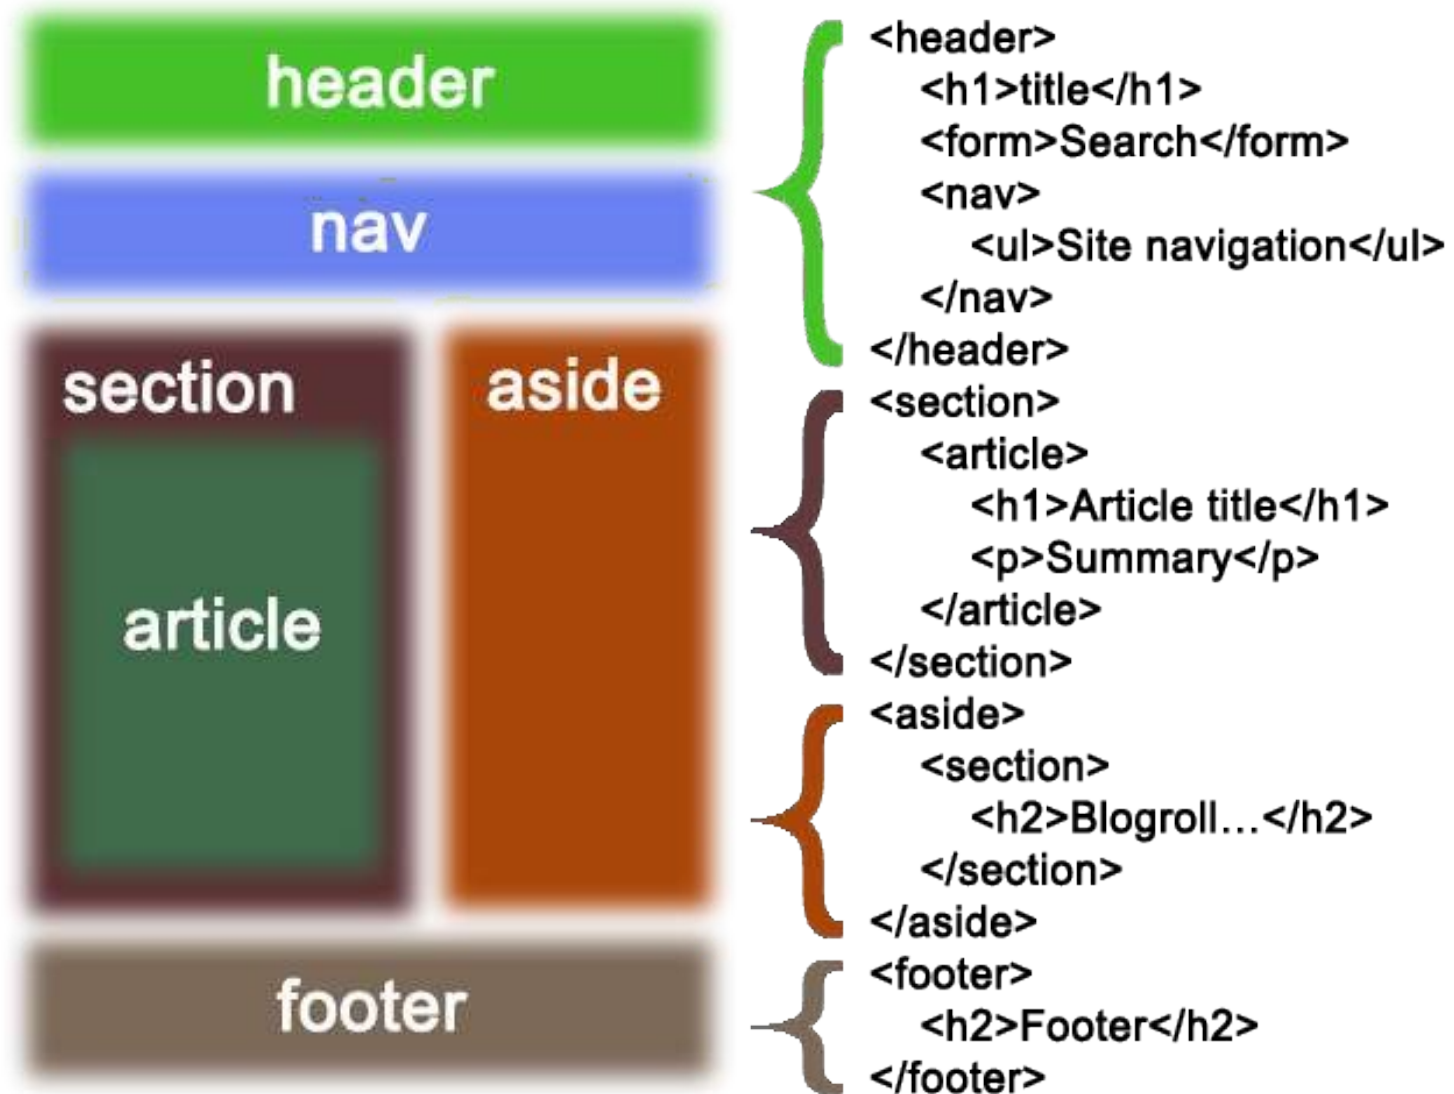 header
nav
section
aside
article
footer
<header>
<h1>title</h1>
<form>Search</form>
<nav>
<ul>Site navigation</ul>
</nav>
</header>
<section>
<article>
<h1>Article title</h1>
<p>Summary</p>
</article>
</section>
<aside>
<section>
<h2>Blogroll...</h2>
</section>
</aside>
<footer>
<h2>Footer</h2>
</footer>